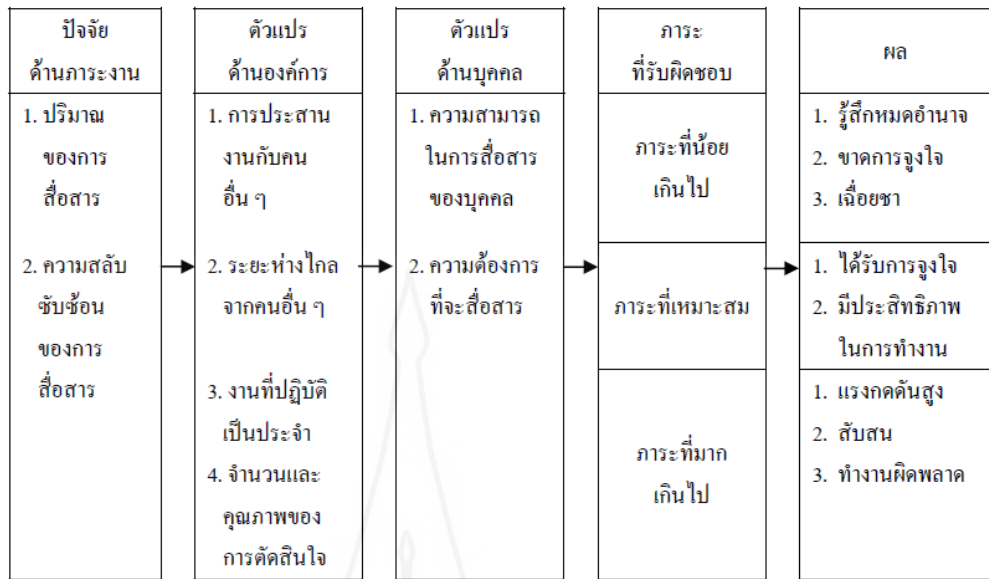 ปัจจัย
ด้านภาระงาน
1. ปริมาณ
ของการ
สื่อสาร
2. ความสลับ
ซับซ้อน
ของการ
สื่อสาร
ตัวแปร
ด้านองค์การ
1. การประสาน
งานกับคน
อื่น ๆ
2. ระยะห่างไกล
จากคนอื่น ๆ
3. งานที่ปฏิบัติ
เป็นประจำ
4. จำนวนและ
คุณภาพของ
การตัดสินใจ
ตัวแปร
ด้านบุคคล
1. ความสามารถ
ในการสื่อสาร
ของบุคคล
2. ความต้องการ
ที่จะสื่อสาร
ภาระ
ที่รับผิดชอบ
ภาระที่น้อย
เกินไป
ภาระที่เหมาะสม
ภาระที่มาก
เกินไป
ผล
1. รู้สึกหมดอำนาจ
2. ขาดการจูงใจ
3. เฉื่อยชา
1. ได้รับการจูงใจ
2. มีประสิทธิภาพ
ในการทำงาน
1. แรงกดดันสูง
2. สับสน
3. ทำงานผิดพลาด